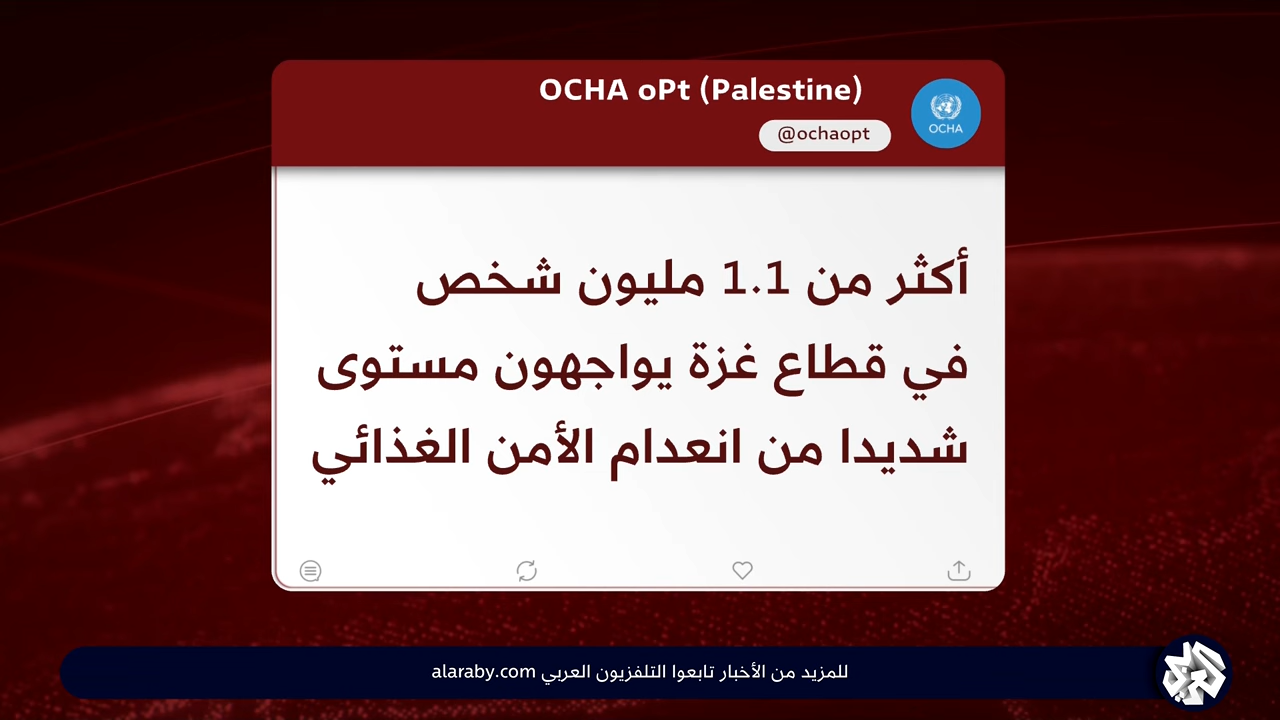 OCHA oPt (Palestine)
@ochaopt
OCHA
أكثر من 1.1 مليون شخص
في قطاع غزة يواجهون مستوى
شديدا من انعدام الأمن الغذائي
للمزيد من الأخبار تابعوا التلفزيون العربي alaraby.com